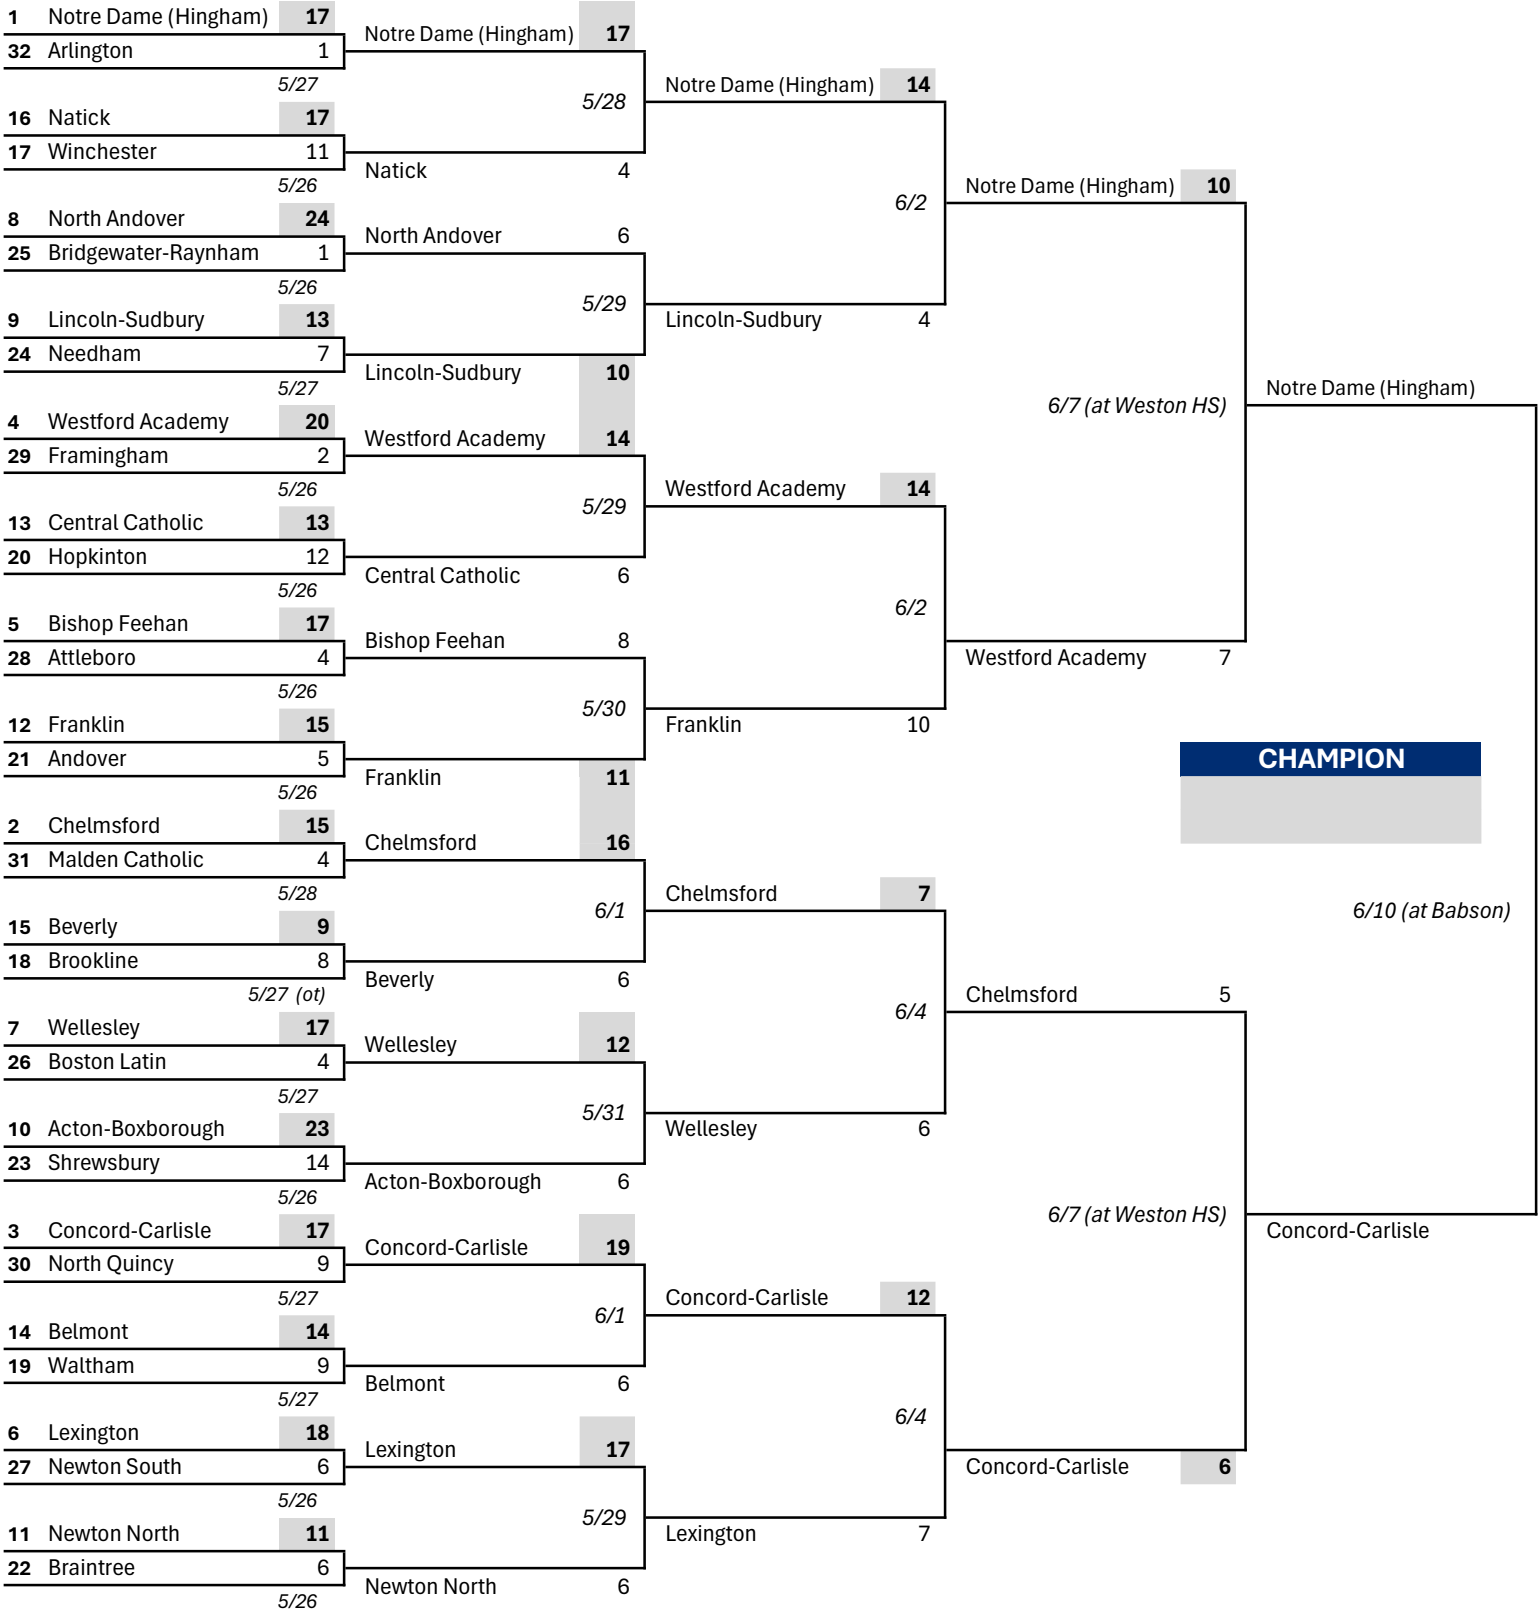 1 Notre Dame (Hingham) 17
32 Arlington 1
5/27
16 Natick 17
17 Winchester 11
5/26
8 North Andover 24
25 Bridgewater-Raynham 1
5/26
9 Lincoln-Sudbury 13
24 Needham 7
5/27
4 Westford Academy 20
29 Framingham 2
5/26
13 Central Catholic 13
20 Hopkinton 12
5/26
5 Bishop Feehan 17
28 Attleboro 4
5/26
12 Franklin 15
21 Andover 5
5/26
2 Chelmsford 15
31 Malden Catholic 4
5/28
15 Beverly 9
18 Brookline 8
5/27 (ot)
7 Wellesley 17
26 Boston Latin 4
5/27
10 Acton-Boxborough 23
23 Shrewsbury 14
5/26
3 Concord-Carlisle 17
30 North Quincy 9
5/27
14 Belmont 14
19 Waltham 9
5/27
6 Lexington 18
27 Newton South 6
5/26
11 Newton North 11
22 Braintree 6
5/26
Notre Dame (Hingham) 17
5/28
Natick 4
North Andover 6
5/29
Lincoln-Sudbury 10
Westford Academy 14
5/29
Central Catholic 6
Bishop Feehan 8
5/30
Franklin 11
Chelmsford 16
6/1
Beverly 6
Wellesley 12
5/31
Acton-Boxborough 6
Concord-Carlisle 19
6/1
Belmont 6
Lexington 17
5/29
Newton North 6
Notre Dame (Hingham) 14
6/2
Lincoln-Sudbury 4
Westford Academy 14
6/2
Franklin 10
Chelmsford 7
6/4
Wellesley 6
Concord-Carlisle 12
6/4
Lexington 7
Notre Dame (Hingham) 10
6/7 (at Weston HS)
Westford Academy 7
Chelmsford 5
6/7 (at Weston HS)
Concord-Carlisle 6
Notre Dame (Hingham)
CHAMPION
6/10 (at Babson)
Concord-Carlisle